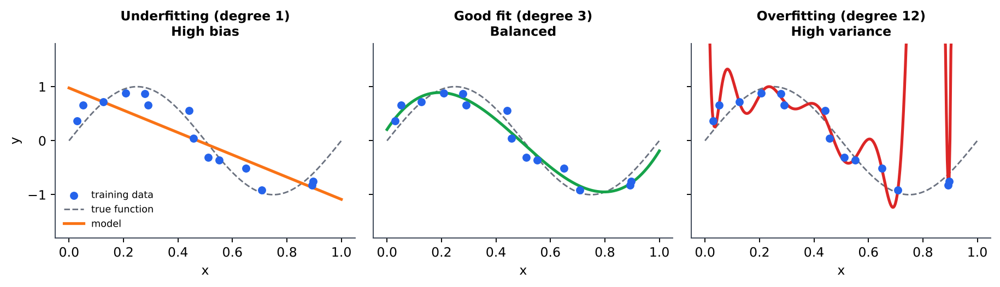 Underfitting (degree 1)
High bias
Good fit (degree 3)
Balanced
Overfitting (degree 12)
High variance
y
1
0
−1
training data
true function
model
0.0 0.2 0.4 0.6 0.8 1.0
x
0.0 0.2 0.4 0.6 0.8 1.0
x
0.0 0.2 0.4 0.6 0.8 1.0
x